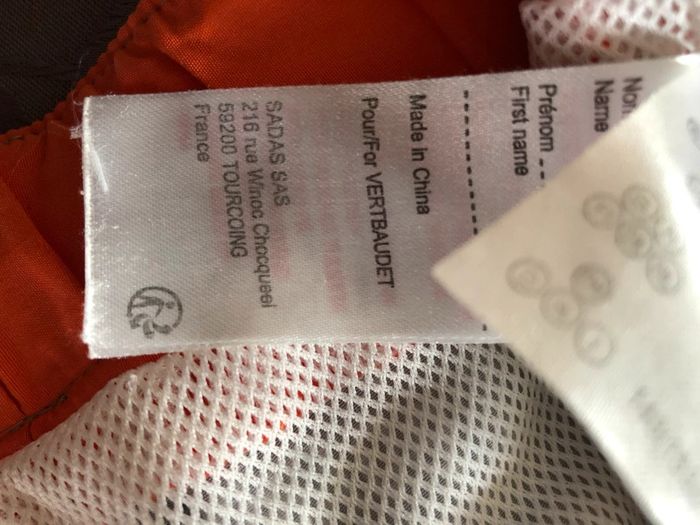 Name
Prénom
First name
Made in China
Pour/For VERTBAUDET
SADAS SAS
216 rue Winoc Chocqueel
59200 TOURCOING
France